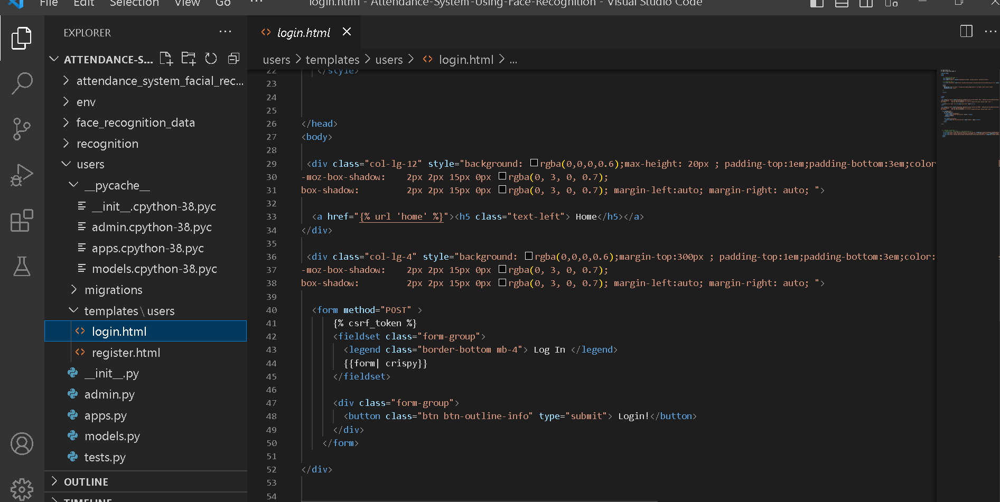 File Edit Selection View Go ... login.html - Attendance-System-Using-Face-Recognition - Visual Studio Code
EXPLORER
ATTENDANCE-S...
attendance_system_facial_rec...
env
face_recognition_data
recognition
users
__pycache__
__init__.cpython-38.pyc
admin.cpython-38.pyc
apps.cpython-38.pyc
models.cpython-38.pyc
migrations
templates\users
login.html
register.html
__init__.py
admin.py
apps.py
models.py
tests.py
OUTLINE
TIMELINE
login.html
users > templates > users > login.html > ...
22 </style>
23
24
25
26 </head>
27 <body>
28
29 <div class="col-lg-12" style="background: rgba(0,0,0,0.6);max-height: 20px ; padding-top:1em;padding-bottom:3em;color
30 -moz-box-shadow: 2px 2px 15px 0px rgba(0, 3, 0, 0.7);
31 box-shadow: 2px 2px 15px 0px rgba(0, 3, 0, 0.7); margin-left:auto; margin-right: auto; ">
32
33 <a href="{% url 'home' %}"><h5 class="text-left"> Home</h5></a>
34 </div>
35
36 <div class="col-lg-4" style="background: rgba(0,0,0,0.6);margin-top:300px ; padding-top:1em;padding-bottom:3em;color:
37 -moz-box-shadow: 2px 2px 15px 0px rgba(0, 3, 0, 0.7);
38 box-shadow: 2px 2px 15px 0px rgba(0, 3, 0, 0.7); margin-left:auto; margin-right: auto; ">
39
40 <form method="POST" >
41 {% csrf_token %}
42 <fieldset class="form-group">
43 <legend class="border-bottom mb-4"> Log In </legend>
44 {{form| crispy}}
45 </fieldset>
46
47 <div class="form-group">
48 <button class="btn btn-outline-info" type="submit"> Login!</button>
49 </div>
50 </form>
51
52 </div>
53
54